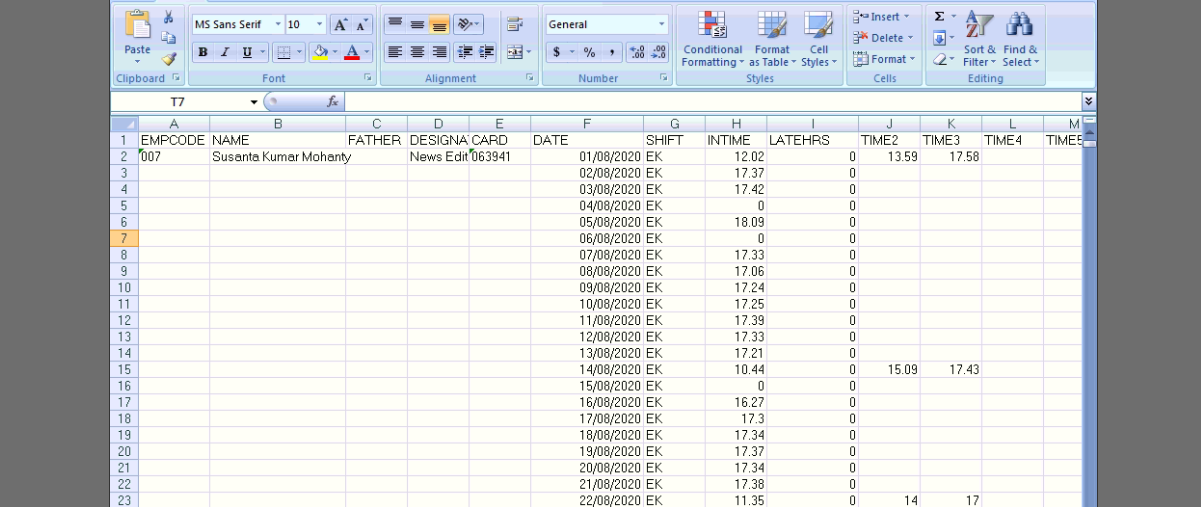 MS Sans Serif 10 A A General Σ Insert
Paste B I U A $ % , .00 .0 Conditional Formatting Format as Table Cell Styles Delete Format Sort & Filter Find & Select
Clipboard Font Alignment Number Styles Cells Editing
T7 fx
A B C D E F G H I J K L M
1 EMPCODE NAME FATHER DESIGNA CARD DATE SHIFT INTIME LATEHRS TIME2 TIME3 TIME4 TIME5
2 007 Susanta Kumar Mohanty News Edit 063941 01/08/2020 EK 12.02 0 13.59 17.58
3 02/08/2020 EK 17.37 0
4 03/08/2020 EK 17.42 0
5 04/08/2020 EK 0 0
6 05/08/2020 EK 18.09 0
7 06/08/2020 EK 0 0
8 07/08/2020 EK 17.33 0
9 08/08/2020 EK 17.06 0
10 09/08/2020 EK 17.24 0
11 10/08/2020 EK 17.25 0
12 11/08/2020 EK 17.39 0
13 12/08/2020 EK 17.33 0
14 13/08/2020 EK 17.21 0
15 14/08/2020 EK 10.44 0 15.09 17.43
16 15/08/2020 EK 0 0
17 16/08/2020 EK 16.27 0
18 17/08/2020 EK 17.3 0
19 18/08/2020 EK 17.34 0
20 19/08/2020 EK 17.37 0
21 20/08/2020 EK 17.34 0
22 21/08/2020 EK 17.38 0
23 22/08/2020 EK 11.35 0 14 17